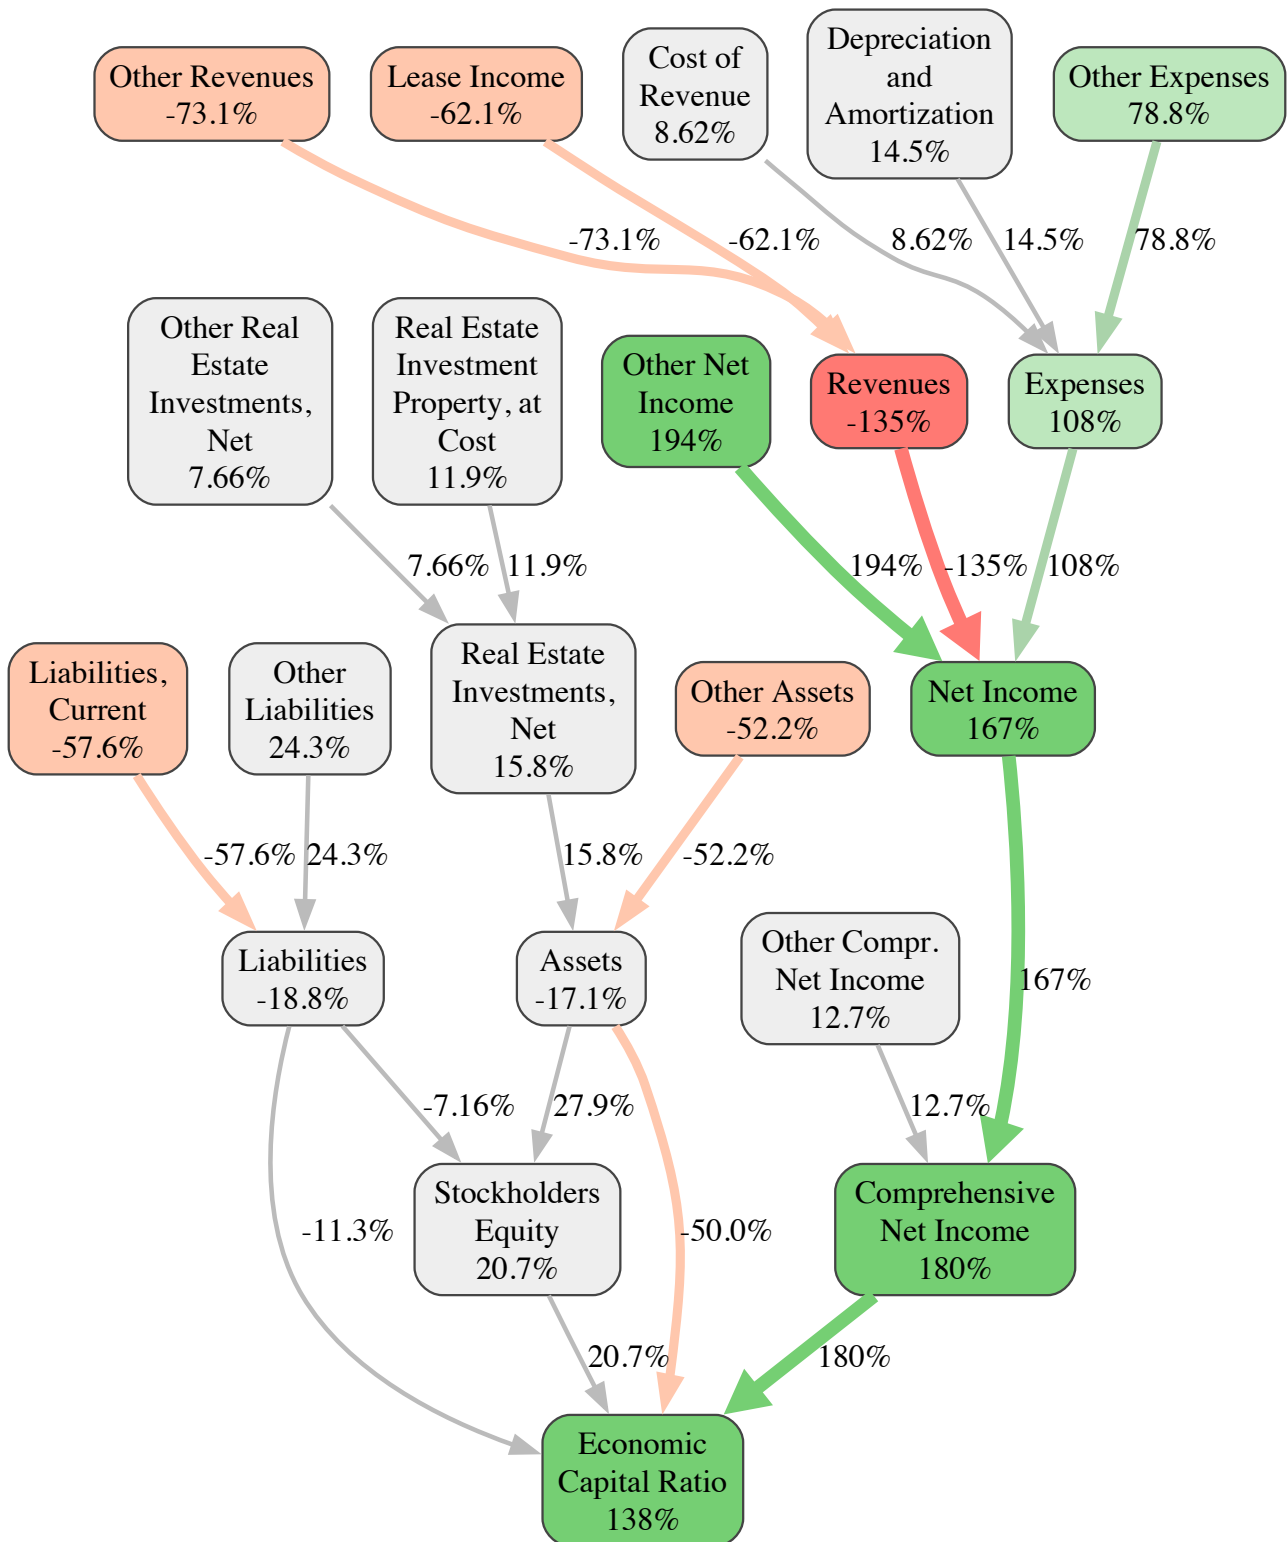 Other Revenues
-73.1%
Lease Income
-62.1%
Cost of
Revenue
8.62%
Depreciation
and
Amortization
14.5%
Other Expenses
78.8%
-73.1%
-62.1%
8.62%
14.5%
78.8%
Other Real
Estate
Investments,
Net
7.66%
Real Estate
Investment
Property, at
Cost
11.9%
Other Net
Income
194%
Revenues
-135%
Expenses
108%
7.66%
11.9%
194%
-135%
108%
Liabilities,
Current
-57.6%
Other
Liabilities
24.3%
Real Estate
Investments,
Net
15.8%
Other Assets
-52.2%
Net Income
167%
-57.6%
24.3%
15.8%
-52.2%
Liabilities
-18.8%
Assets
-17.1%
Other Compr.
Net Income
12.7%
167%
-7.16%
27.9%
12.7%
-11.3%
Stockholders
Equity
20.7%
-50.0%
Comprehensive
Net Income
180%
20.7%
180%
Economic
Capital Ratio
138%